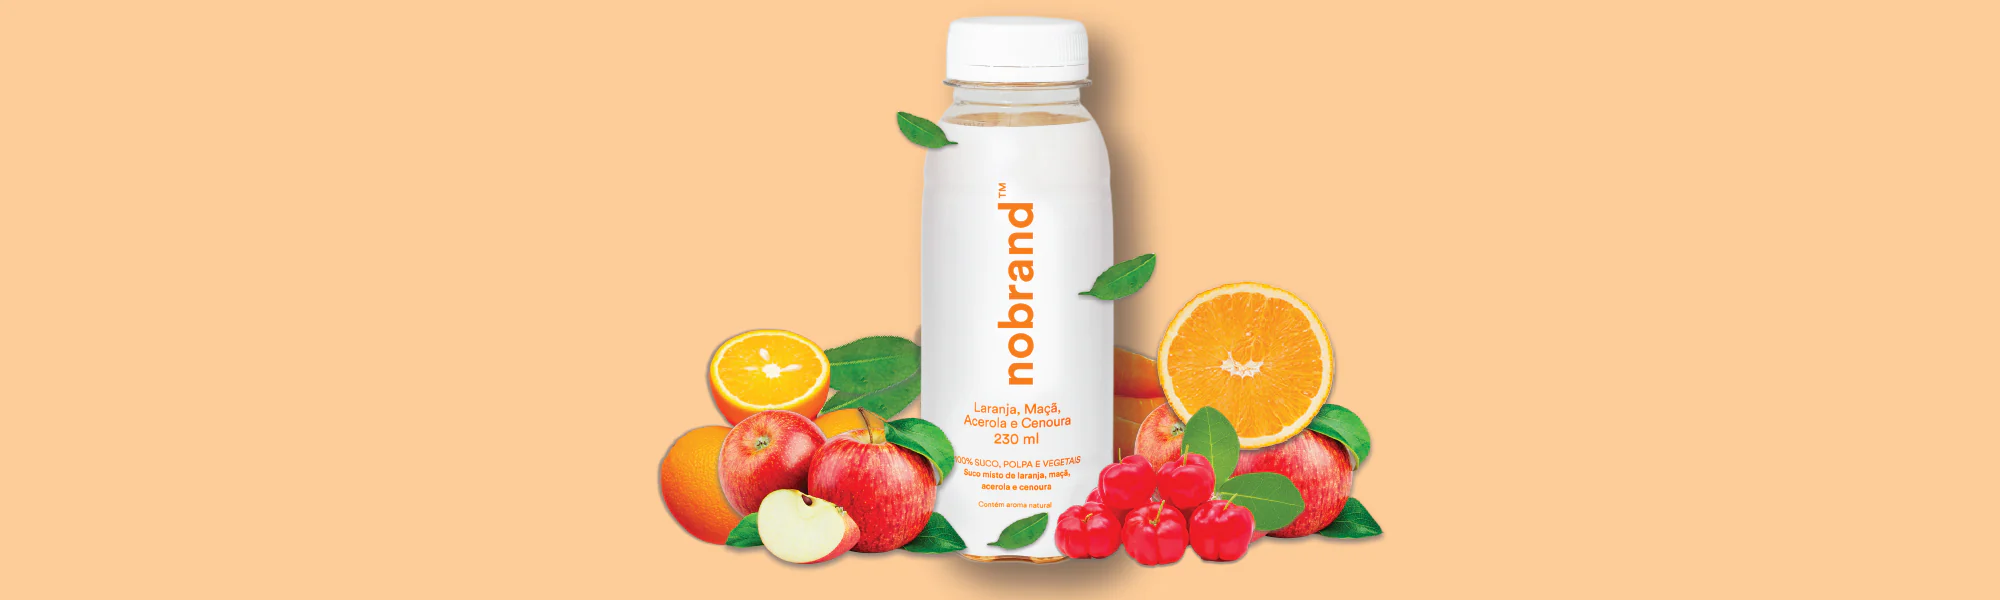 nobrand™
Laranja, Maçã,
Acerola e Cenoura
230 ml
100% SUCO, POLPA E VEGETAIS
Suco misto de laranja, maçã,
acerola e cenoura
Contém aroma natural